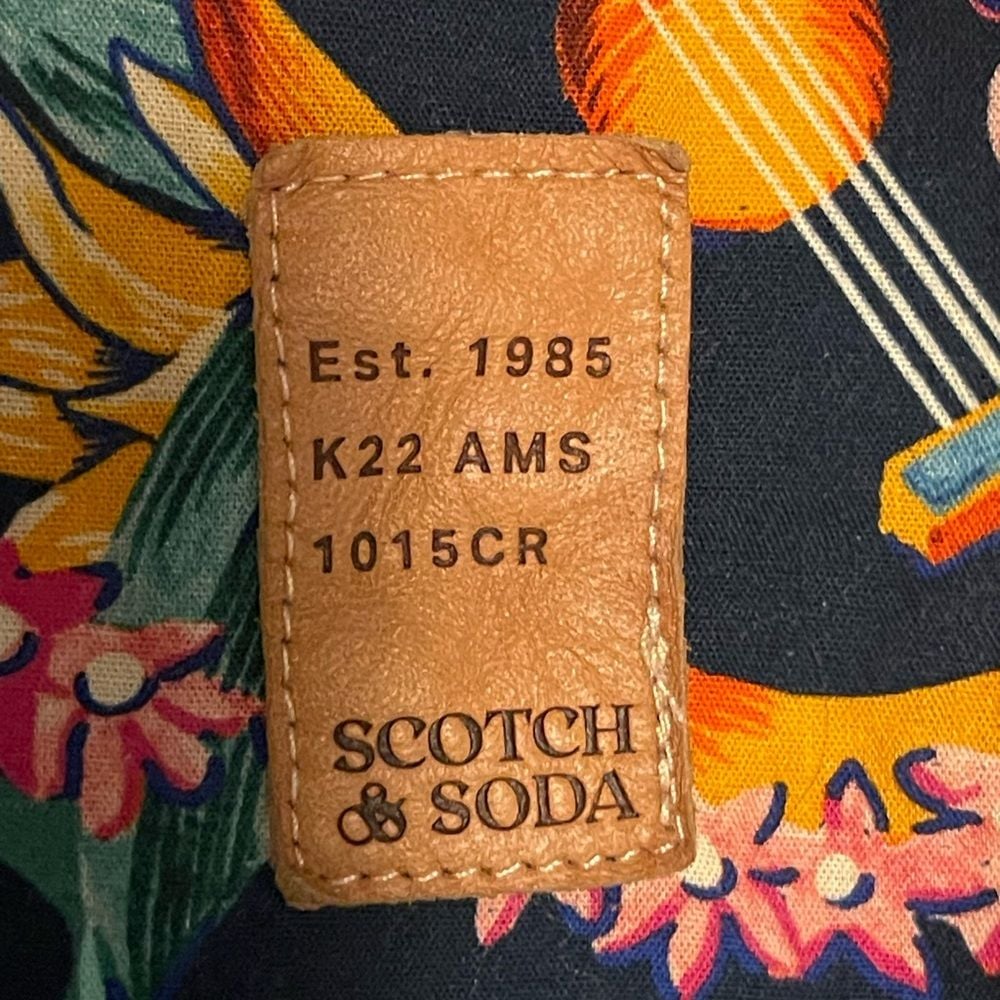 Est. 1985
K22 AMS
1015CR
SCOTCH
& SODA